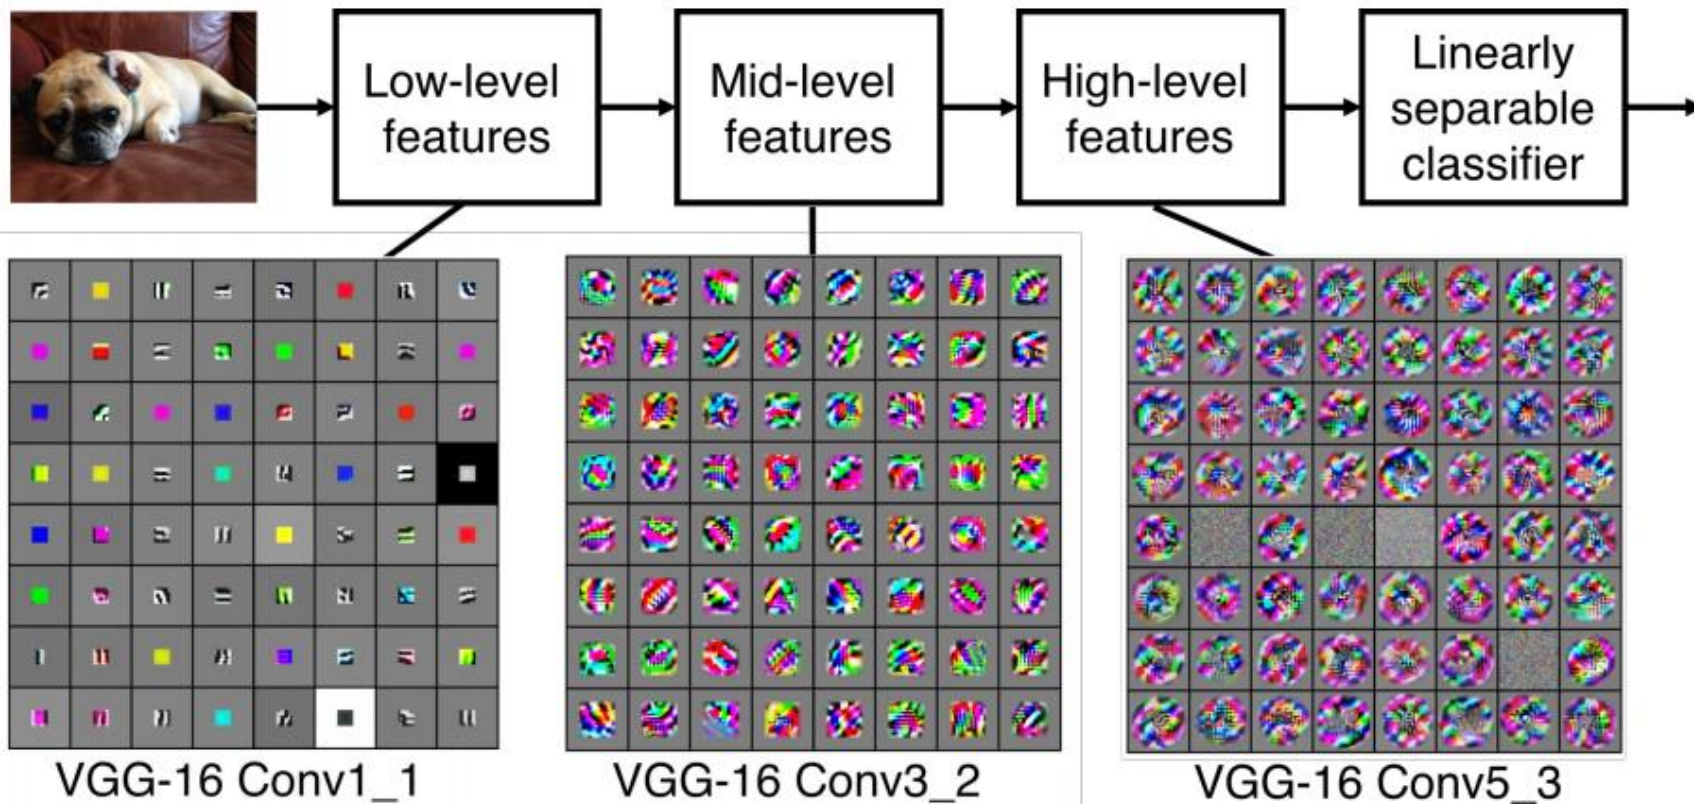 Low-level
features
Mid-level
features
High-level
features
Linearly
separable
classifier
VGG-16 Conv1_1
VGG-16 Conv3_2
VGG-16 Conv5_3